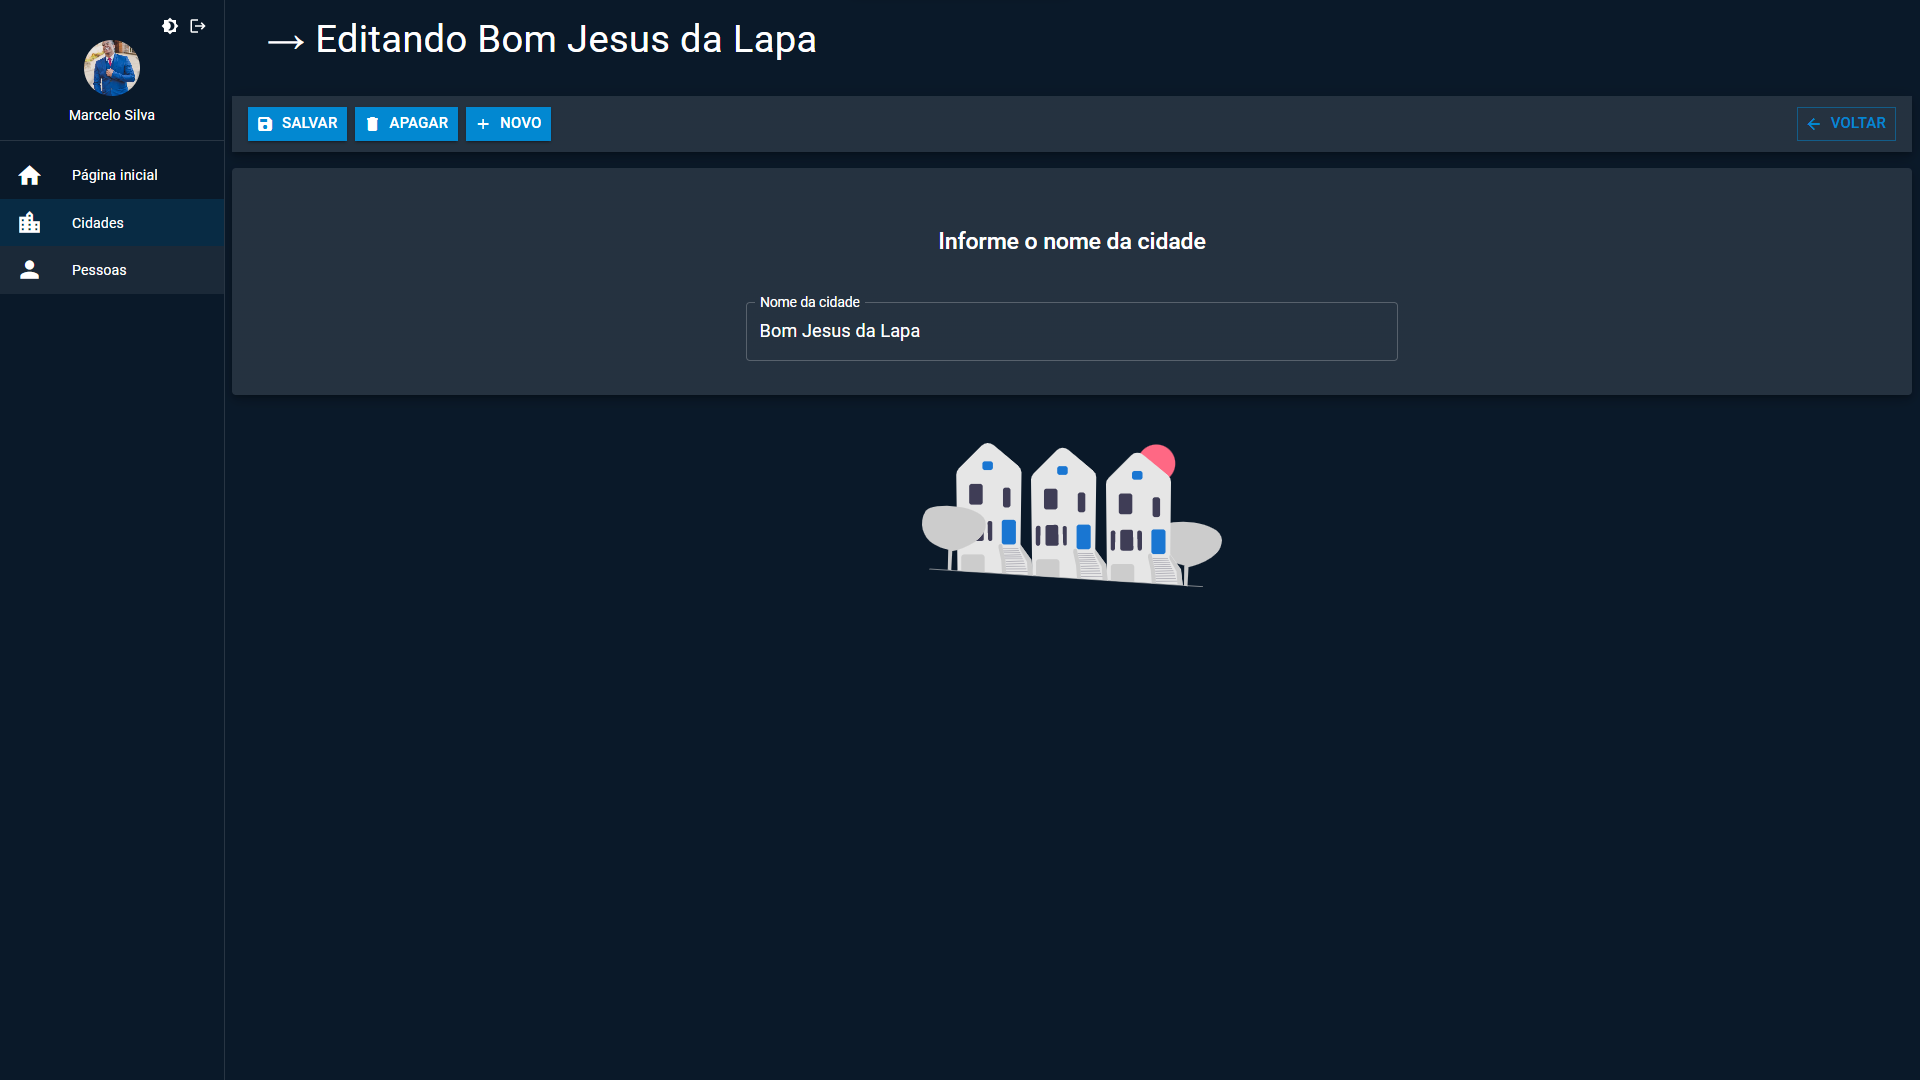 Marcelo Silva
Página inicial
Cidades
Pessoas
→ Editando Bom Jesus da Lapa
SALVAR APAGAR NOVO VOLTAR
Informe o nome da cidade
Nome da cidade
Bom Jesus da Lapa